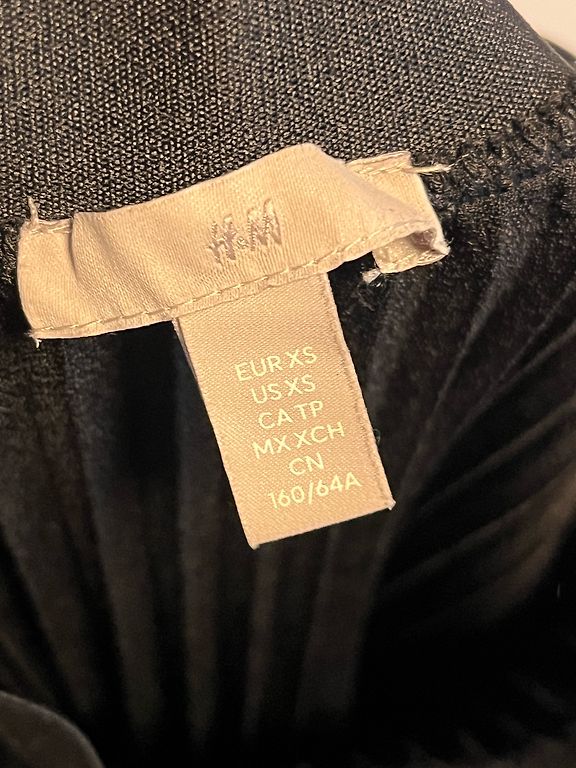 H&M
EUR XS
US XS
CA TP
MX XCH
CN
160/64A